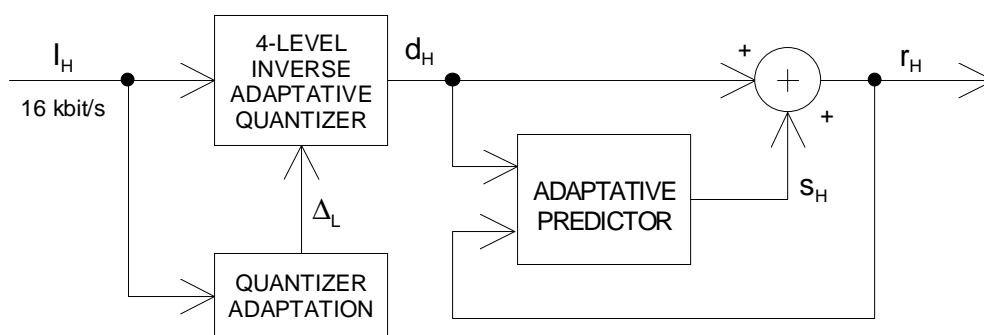 I_H
16 kbit/s
4-LEVEL
INVERSE
ADAPTATIVE
QUANTIZER
d_H
+
+
+
r_H
ADAPTATIVE
PREDICTOR
s_H
Δ_L
QUANTIZER
ADAPTATION